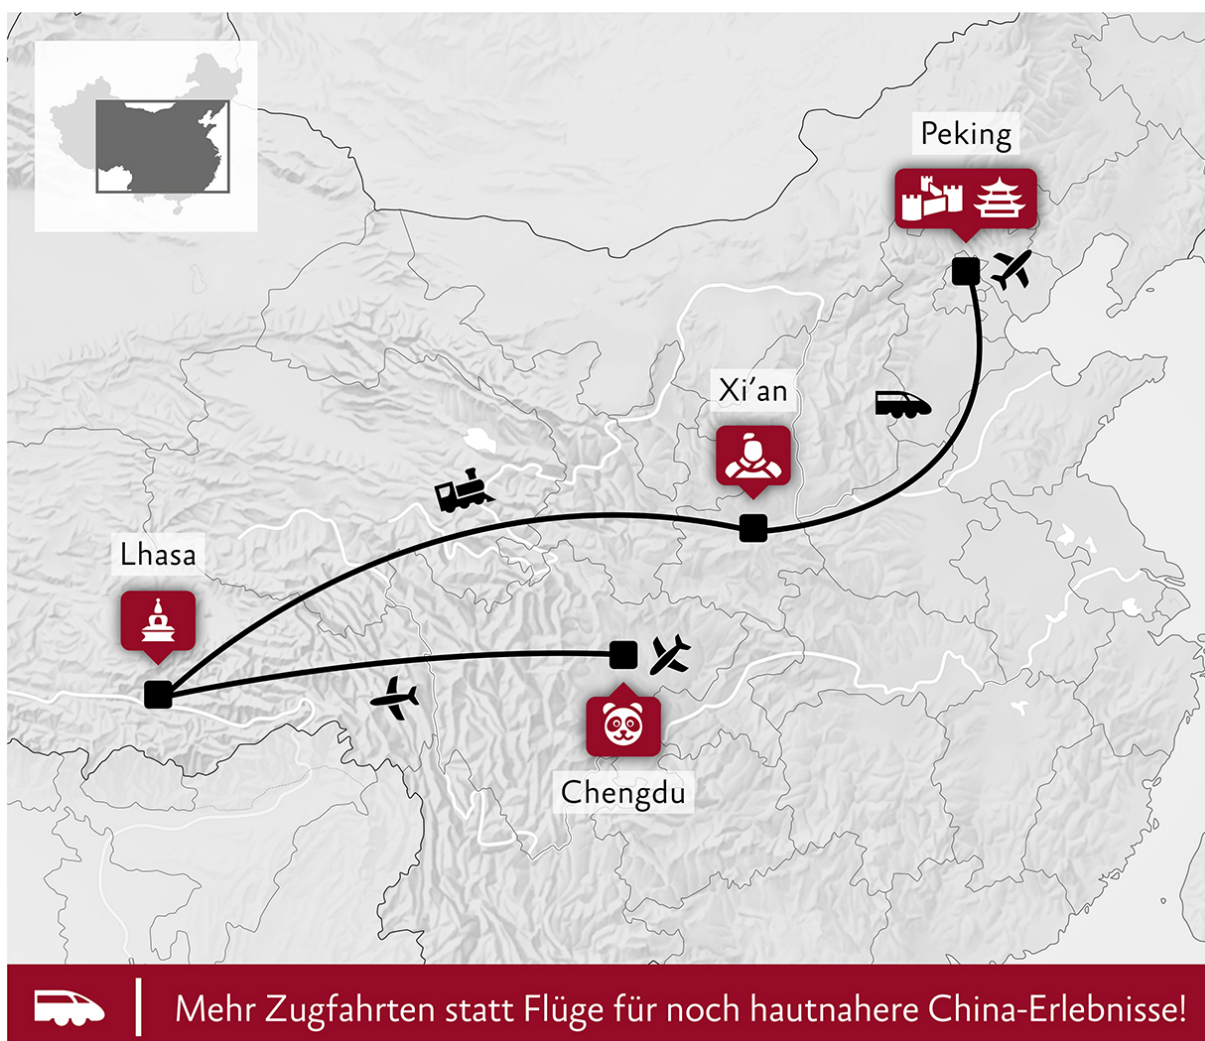 Peking
Xi’an
Lhasa
Chengdu
Mehr Zugfahrten statt Flüge für noch hautnahere China-Erlebnisse!